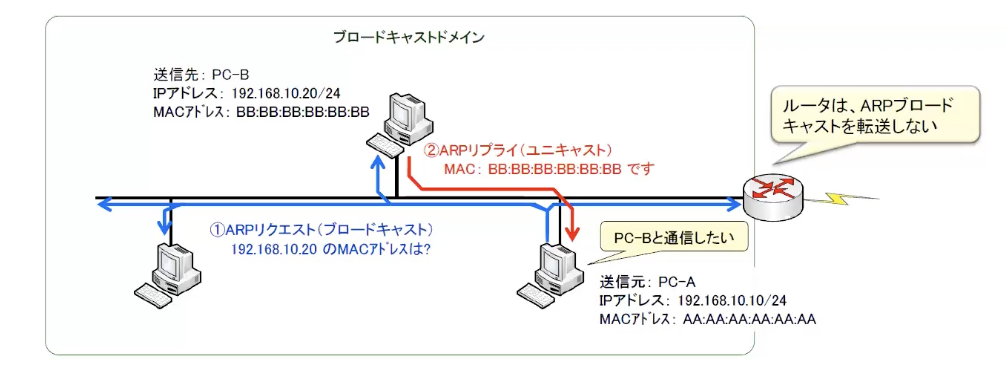 ブロードキャストドメイン
送信先： PC-B
IPアドレス： 192.168.10.20/24
MACアドレス： BB:BB:BB:BB:BB:BB
ルータは、ARPブロード
キャストを転送しない
②ARPリプライ（ユニキャスト）
MAC： BB:BB:BB:BB:BB:BB です
①ARPリクエスト（ブロードキャスト）
192.168.10.20 のMACアドレスは？
PC-Bと通信したい
送信元： PC-A
IPアドレス： 192.168.10.10/24
MACアドレス： AA:AA:AA:AA:AA:AA